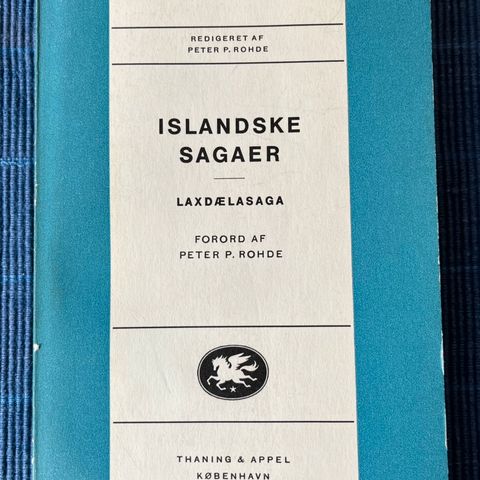 REDIGERET AF
PETER P. ROHDE
ISLANDSKE
SAGAER
LAXDÆLASAGA
FORORD AF
PETER P. ROHDE
THANING & APPEL
KØBENHAVN